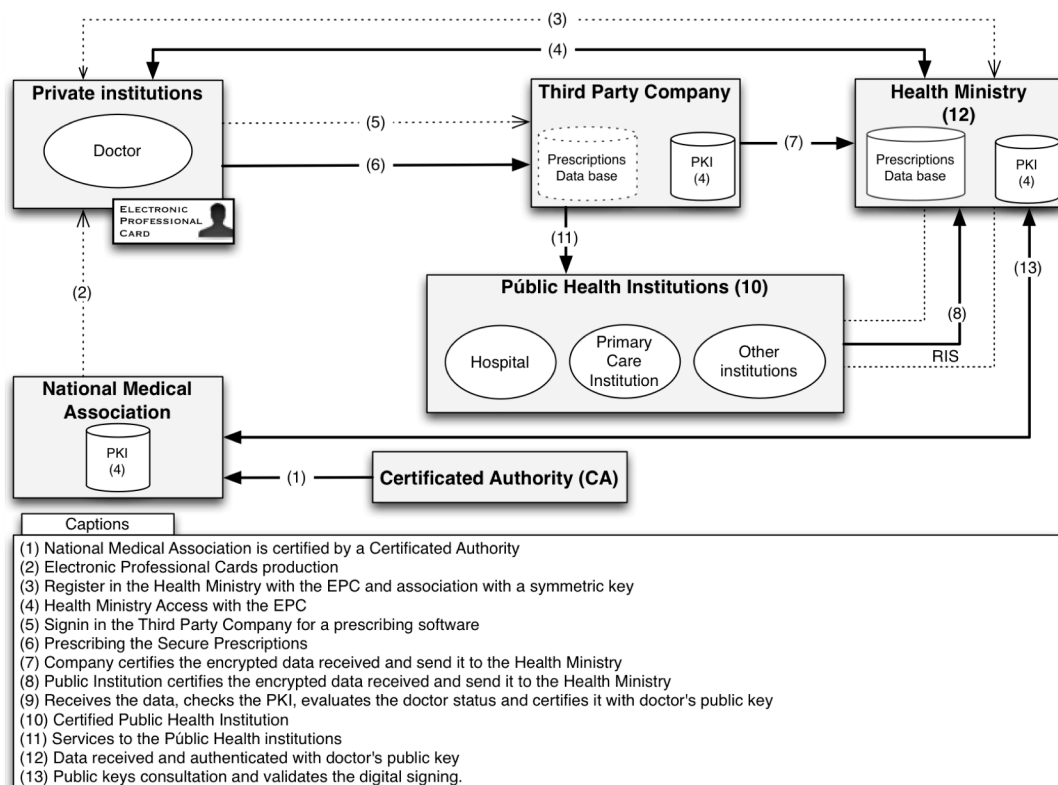 (3)
(4)
Private institutions
Doctor
ELECTRONIC
PROFESSIONAL
CARD
(5)
(6)
Third Party Company
Prescriptions
Data base
PKI
(4)
(7)
Health Ministry
(12)
Prescriptions
Data base
PKI
(4)
(11)
(13)
(2)
Públic Health Institutions (10)
Hospital
Primary
Care
Institution
Other
institutions
(8)
RIS
National Medical
Association
PKI
(4)
(1)
Certificated Authority (CA)
Captions
(1) National Medical Association is certified by a Certificated Authority
(2) Electronic Professional Cards production
(3) Register in the Health Ministry with the EPC and association with a symmetric key
(4) Health Ministry Access with the EPC
(5) Signin in the Third Party Company for a prescribing software
(6) Prescribing the Secure Prescriptions
(7) Company certifies the encrypted data received and send it to the Health Ministry
(8) Public Institution certifies the encrypted data received and send it to the Health Ministry
(9) Receives the data, checks the PKI, evaluates the doctor status and certifies it with doctor's public key
(10) Certified Public Health Institution
(11) Services to the Públic Health institutions
(12) Data received and authenticated with doctor's public key
(13) Public keys consultation and validates the digital signing.